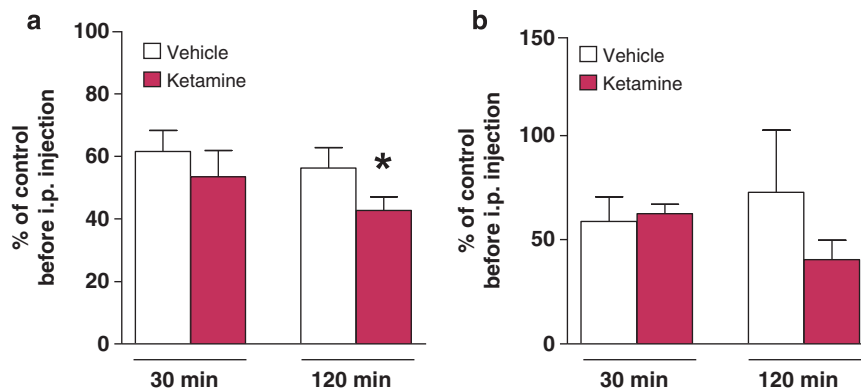 a
100
80
60
40
20
0
% of control
before i.p. injection
Vehicle
Ketamine
*
30 min
120 min
b
150
100
50
0
% of control
before i.p. injection
Vehicle
Ketamine
30 min
120 min